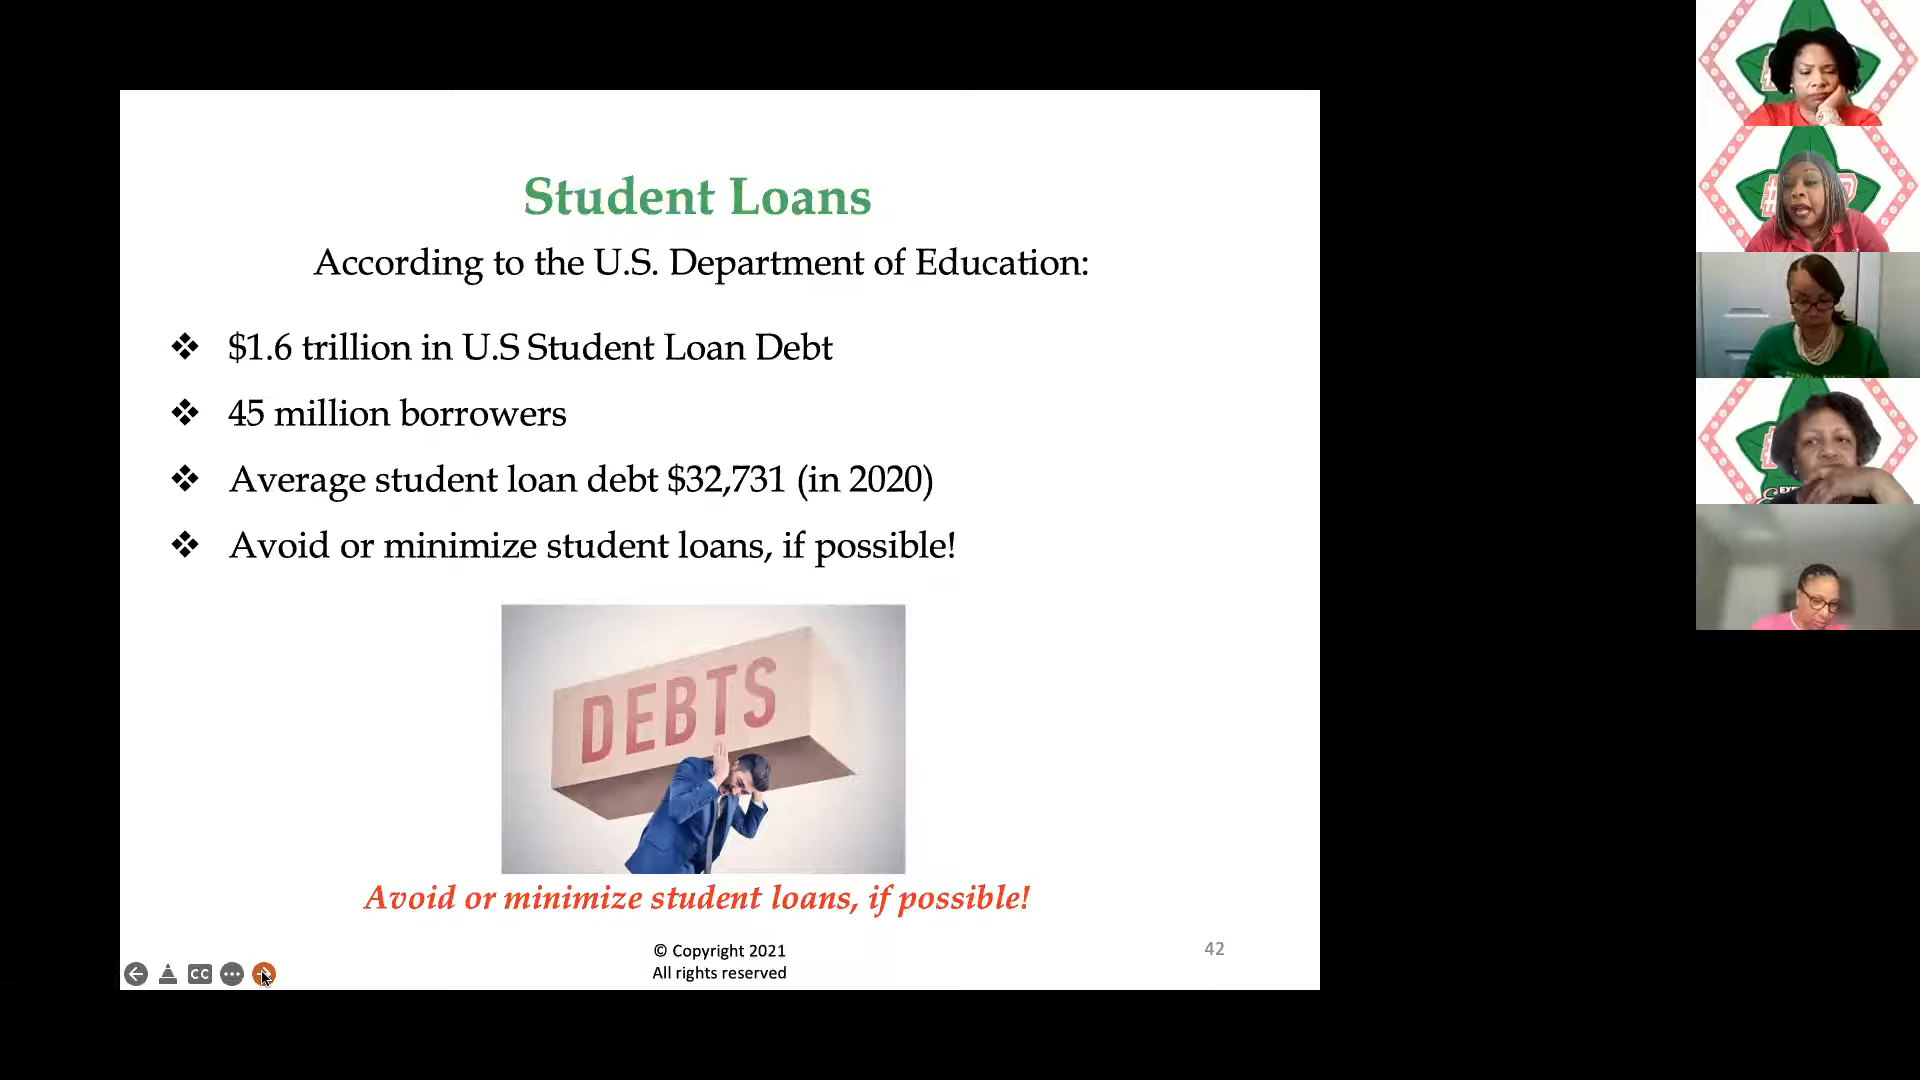 Student Loans
According to the U.S. Department of Education:
❖ $1.6 trillion in U.S Student Loan Debt
❖ 45 million borrowers
❖ Average student loan debt $32,731 (in 2020)
❖ Avoid or minimize student loans, if possible!
DEBTS
Avoid or minimize student loans, if possible!
© Copyright 2021
All rights reserved
42
CC